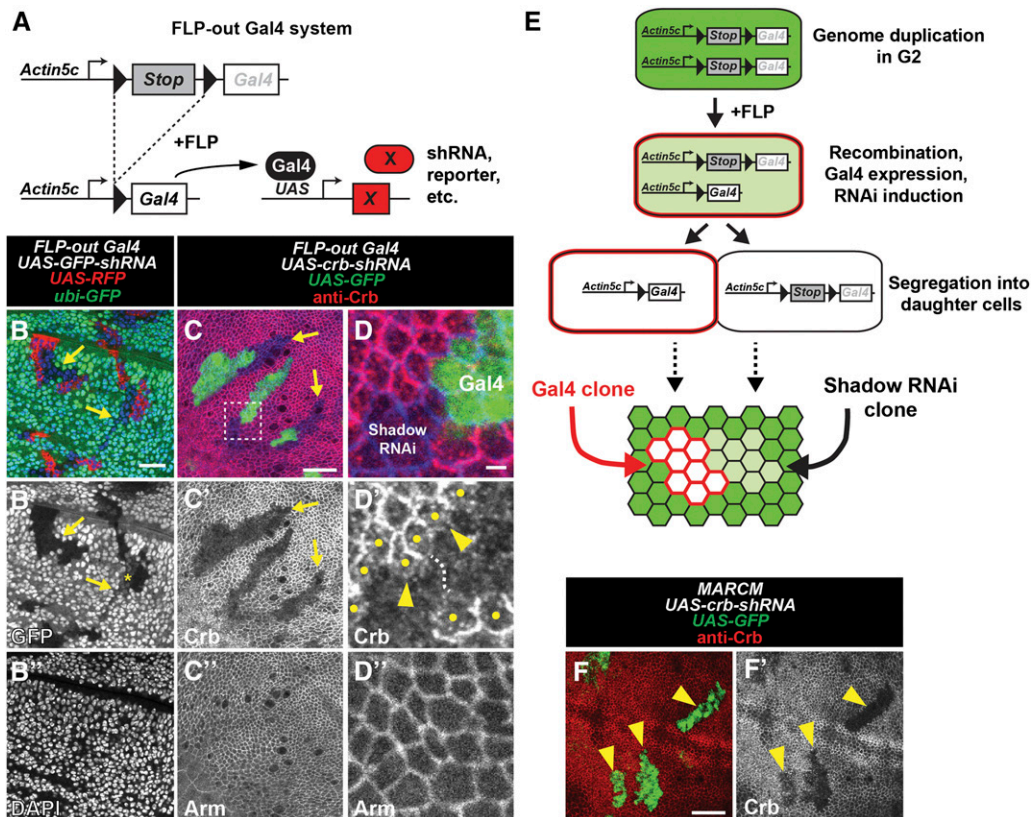 A
FLP-out Gal4 system
Actin5c
Stop
Gal4
+FLP
Actin5c
Gal4
Gal4
UAS
X
X
shRNA,
reporter,
etc.
FLP-out Gal4
UAS-GFP-shRNA
UAS-RFP
ubi-GFP
FLP-out Gal4
UAS-crb-shRNA
UAS-GFP
anti-Crb
B
C
D
Gal4
Shadow
RNAi
B'
GFP
*
C'
Crb
D'
Crb
B''
DAPI
C''
Arm
D''
Arm
E
Actin5c
Stop
Gal4
Actin5c
Stop
Gal4
Genome duplication
in G2
+FLP
Actin5c
Stop
Gal4
Actin5c
Gal4
Recombination,
Gal4 expression,
RNAi induction
Actin5c
Gal4
Actin5c
Stop
Gal4
Segregation into
daughter cells
Gal4 clone
Shadow RNAi
clone
MARCM
UAS-crb-shRNA
UAS-GFP
anti-Crb
F
F'
Crb